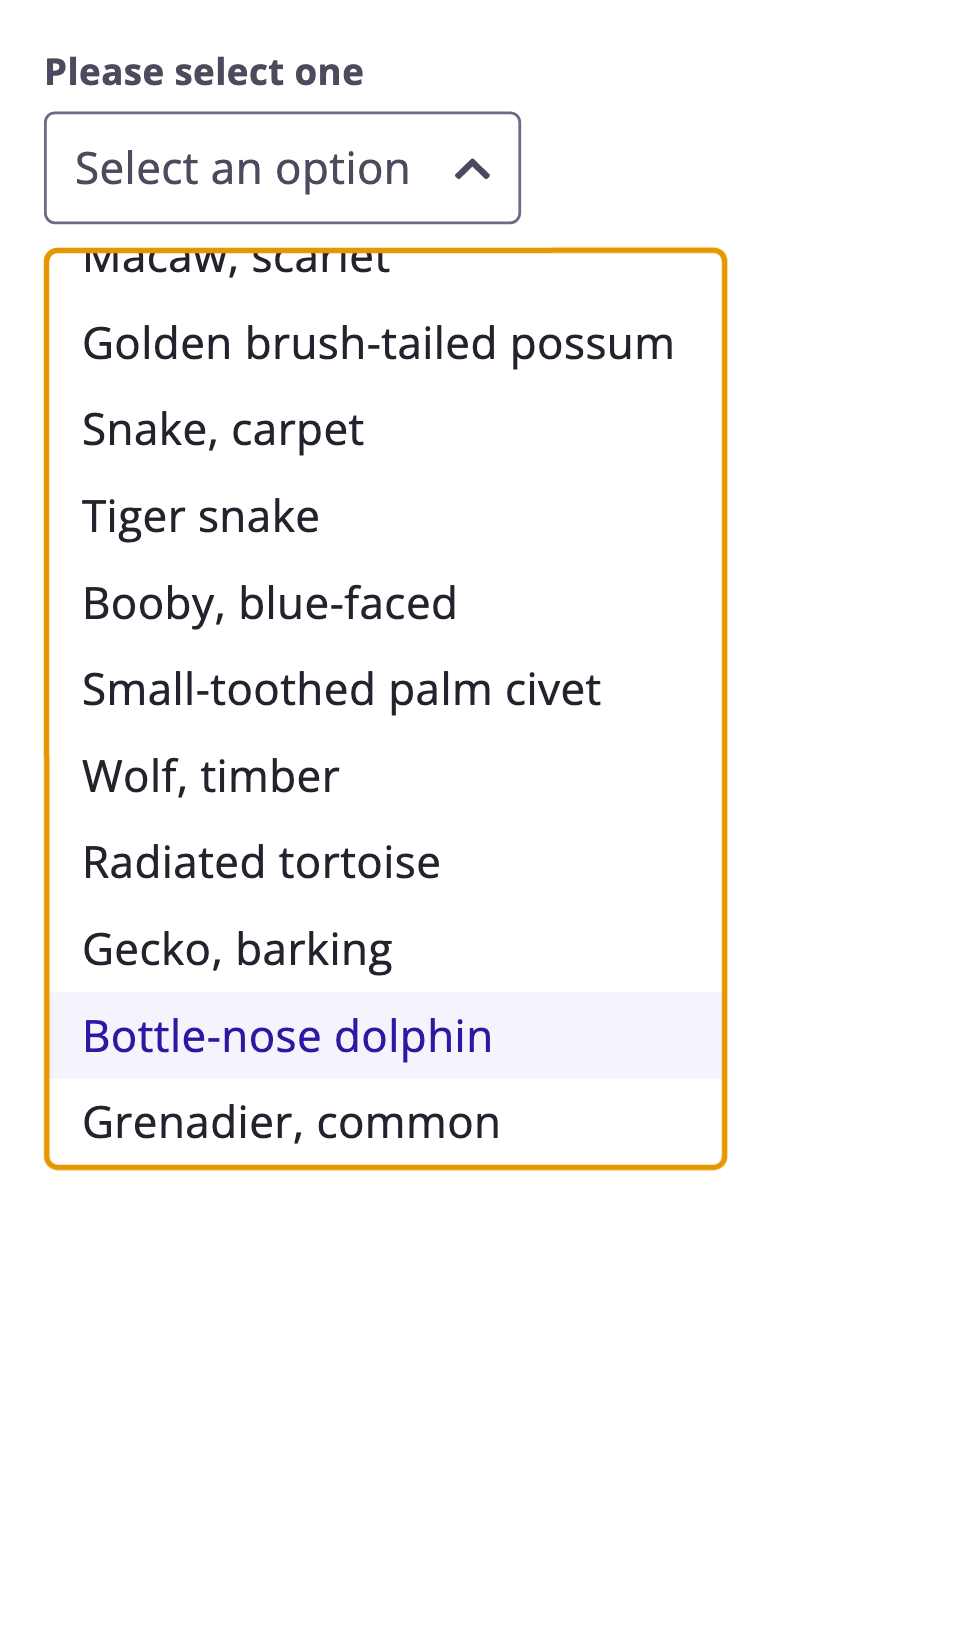 Please select one
Select an option
Macaw, scarlet
Golden brush-tailed possum
Snake, carpet
Tiger snake
Booby, blue-faced
Small-toothed palm civet
Wolf, timber
Radiated tortoise
Gecko, barking
Bottle-nose dolphin
Grenadier, common